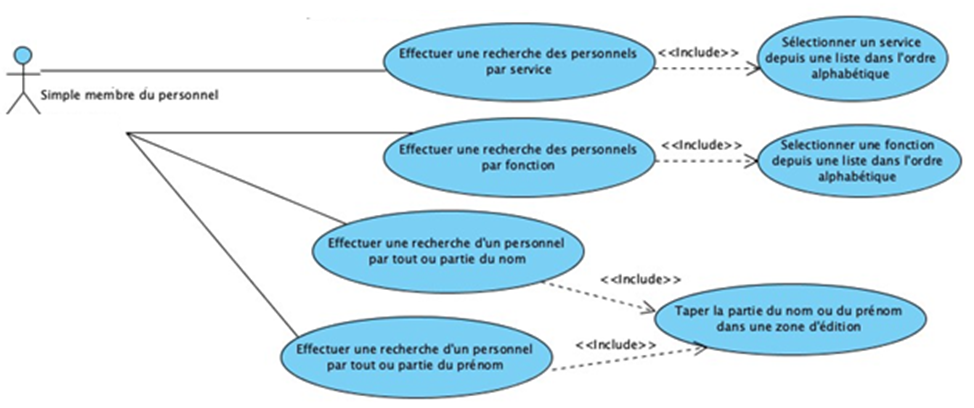 Simple membre du personnel
Effectuer une recherche des personnels
par service
<<Include>>
Sélectionner un service
depuis une liste dans l'ordre
alphabétique
Effectuer une recherche des personnels
par fonction
<<Include>>
Selectionner une fonction
depuis une liste dans l'ordre
alphabétique
Effectuer une recherche d'un personnel
par tout ou partie du nom
<<Include>>
Taper la partie du nom ou du prénom
dans une zone d'édition
Effectuer une recherche d'un personnel
par tout ou partie du prénom
<<Include>>